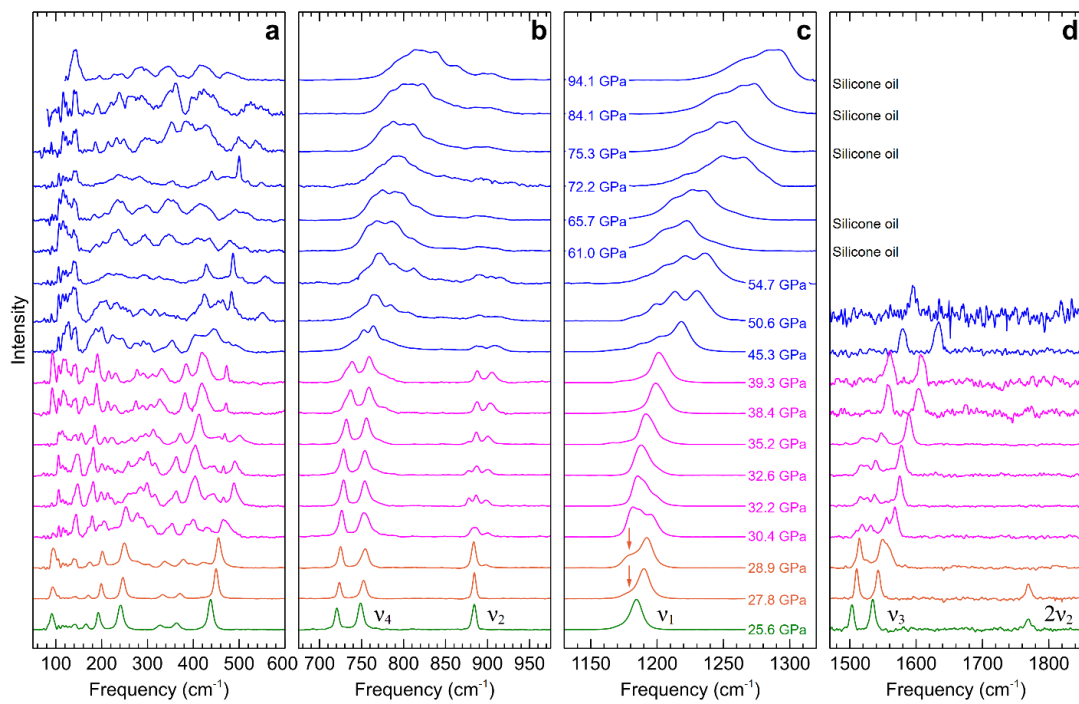 a
b
c
d
94.1 GPa
Silicone oil
84.1 GPa
Silicone oil
75.3 GPa
Silicone oil
72.2 GPa
65.7 GPa
Silicone oil
61.0 GPa
Silicone oil
54.7 GPa
50.6 GPa
45.3 GPa
39.3 GPa
38.4 GPa
35.2 GPa
32.6 GPa
32.2 GPa
30.4 GPa
28.9 GPa
27.8 GPa
25.6 GPa
ν4
ν2
ν1
ν3
2ν2
Intensity
100 200 300 400 500 600
700 750 800 850 900 950
1150 1200 1250 1300
1500 1600 1700 1800
Frequency (cm⁻¹)
Frequency (cm⁻¹)
Frequency (cm⁻¹)
Frequency (cm⁻¹)